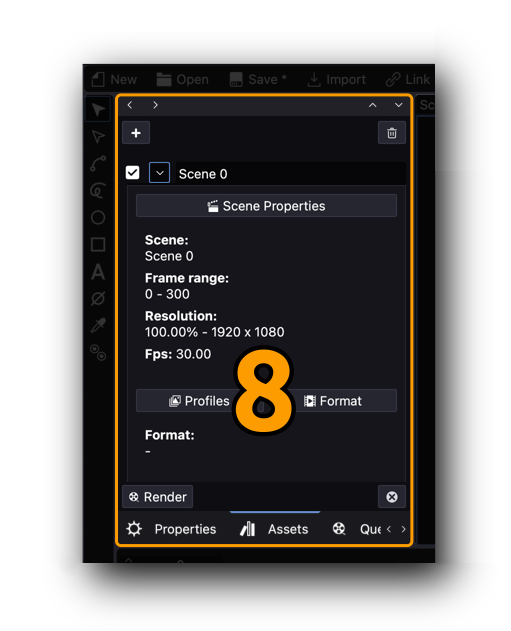 New Open Save * Import Link
Sc
Scene 0
Scene Properties
Scene:
Scene 0
Frame range:
0 - 300
Resolution:
100.00% - 1920 x 1080
Fps: 30.00
8
Profiles Format
Format:
-
Render
Properties Assets Que